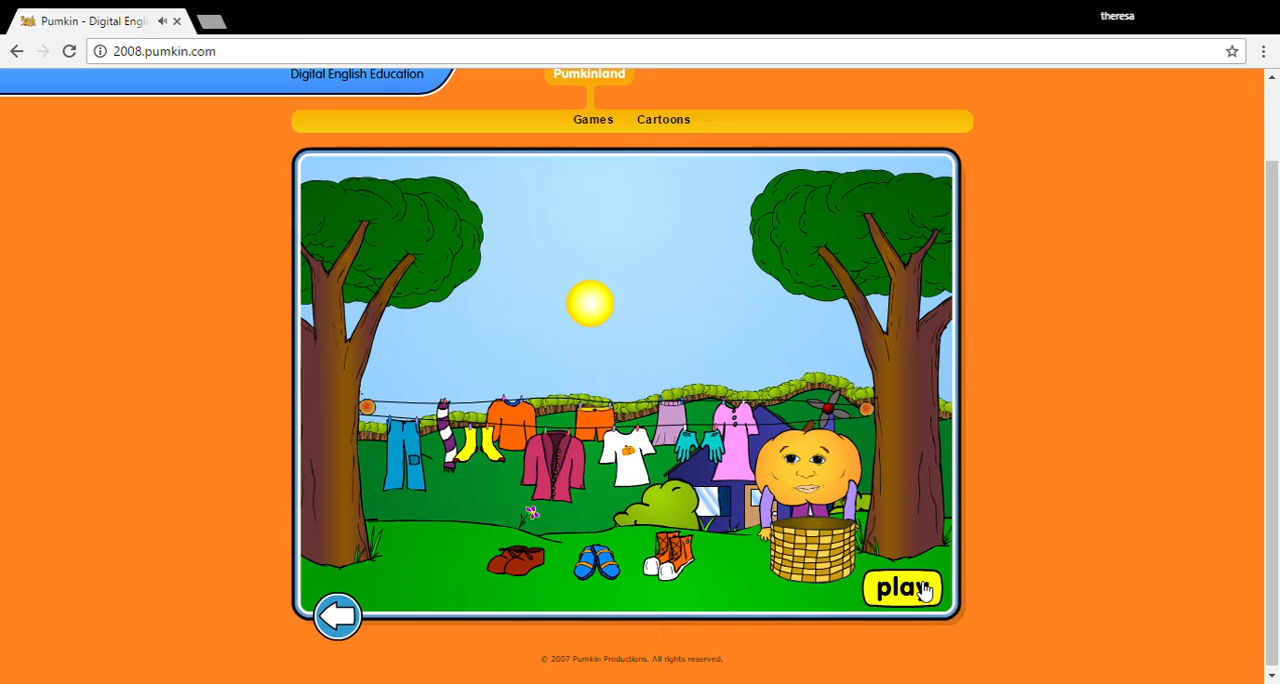 theresa
Pumkin - Digital Engli
2008.pumkin.com
Digital English Education
Pumkinland
Games Cartoons
play
© 2007 Pumkin Productions. All rights reserved.